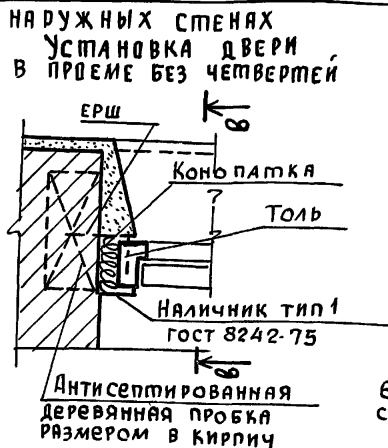 НАРУЖНЫХ СТЕНАХ
УСТАНОВКА ДВЕРИ
В ПРОЕМЕ БЕЗ ЧЕТВЕРТЕЙ
ЕРШ
В
КОНОПАТКА
ТОЛЬ
НАЛИЧНИК ТИП 1
ГОСТ 8242-75
В
АНТИСЕПТИРОВАННАЯ
ДЕРЕВЯННАЯ ПРОБКА
РАЗМЕРОМ В КИРПИЧ